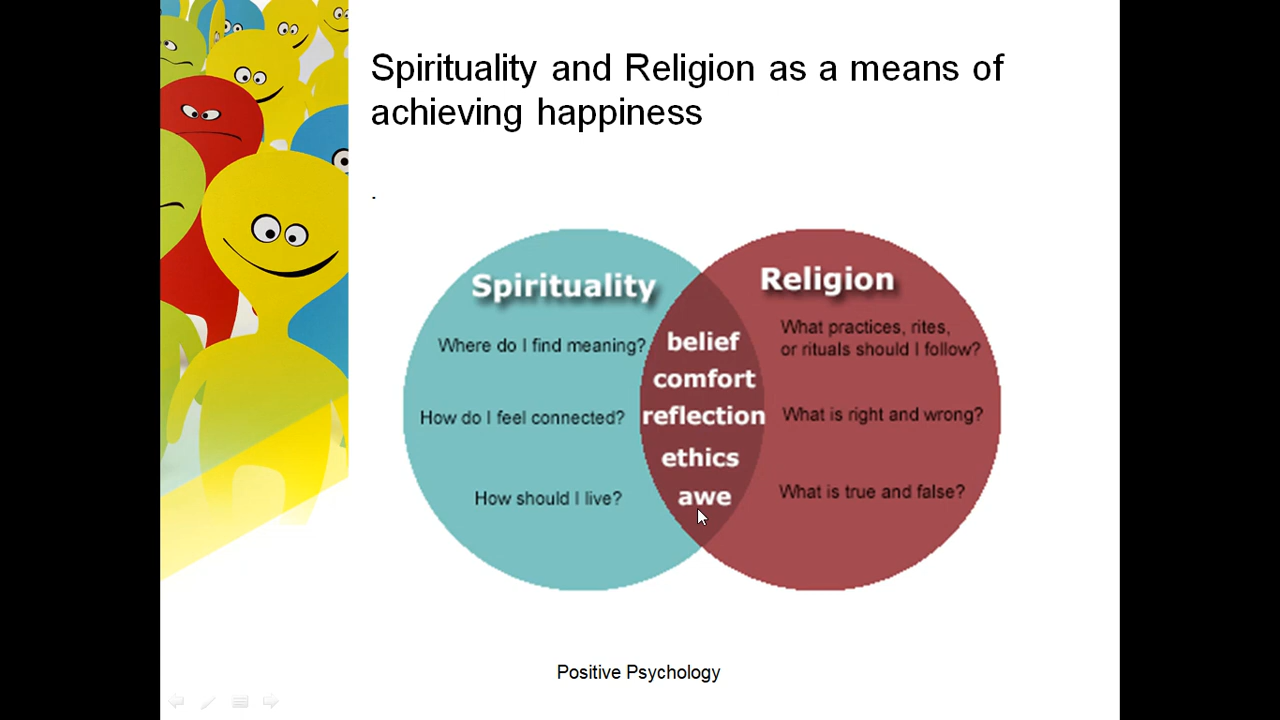 Spirituality and Religion as a means of
achieving happiness
.
Spirituality
Where do I find meaning?
How do I feel connected?
How should I live?
belief
comfort
reflection
ethics
awe
Religion
What practices, rites,
or rituals should I follow?
What is right and wrong?
What is true and false?
Positive Psychology